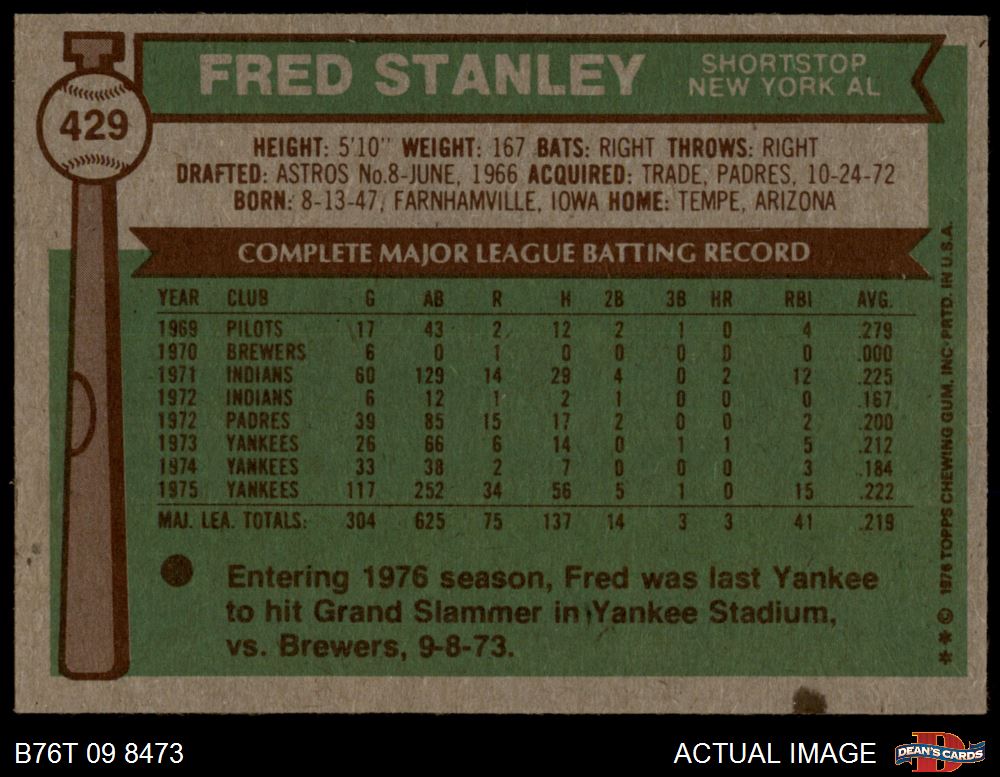 FRED STANLEY
SHORTSTOP
NEW YORK AL
429
HEIGHT: 5'10" WEIGHT: 167 BATS: RIGHT THROWS: RIGHT
DRAFTED: ASTROS No.8-JUNE, 1966 ACQUIRED: TRADE, PADRES, 10-24-72
BORN: 8-13-47, FARNHAMVILLE, IOWA HOME: TEMPE, ARIZONA
COMPLETE MAJOR LEAGUE BATTING RECORD
YEAR CLUB G AB R H 2B 3B HR RBI AVG.
1969 PILOTS 17 43 2 12 2 1 0 4 .279
1970 BREWERS 6 0 1 0 0 0 0 0 .000
1971 INDIANS 60 129 14 29 4 0 2 12 .225
1972 INDIANS 6 12 1 2 1 0 0 0 .167
1972 PADRES 39 85 15 17 2 0 0 2 .200
1973 YANKEES 26 66 6 14 0 1 1 5 .212
1974 YANKEES 33 38 2 7 0 0 0 3 .184
1975 YANKEES 117 252 34 56 5 1 0 15 .222
MAJ. LEA. TOTALS: 304 625 75 137 14 3 3 41 .219
Entering 1976 season, Fred was last Yankee
to hit Grand Slammer in Yankee Stadium,
vs. Brewers, 9-8-73.
** © 1976 TOPPS CHEWING GUM, INC. PRTD. IN U.S.A.
B76T 09 8473
ACTUAL IMAGE
D
DEAN'S CARDS